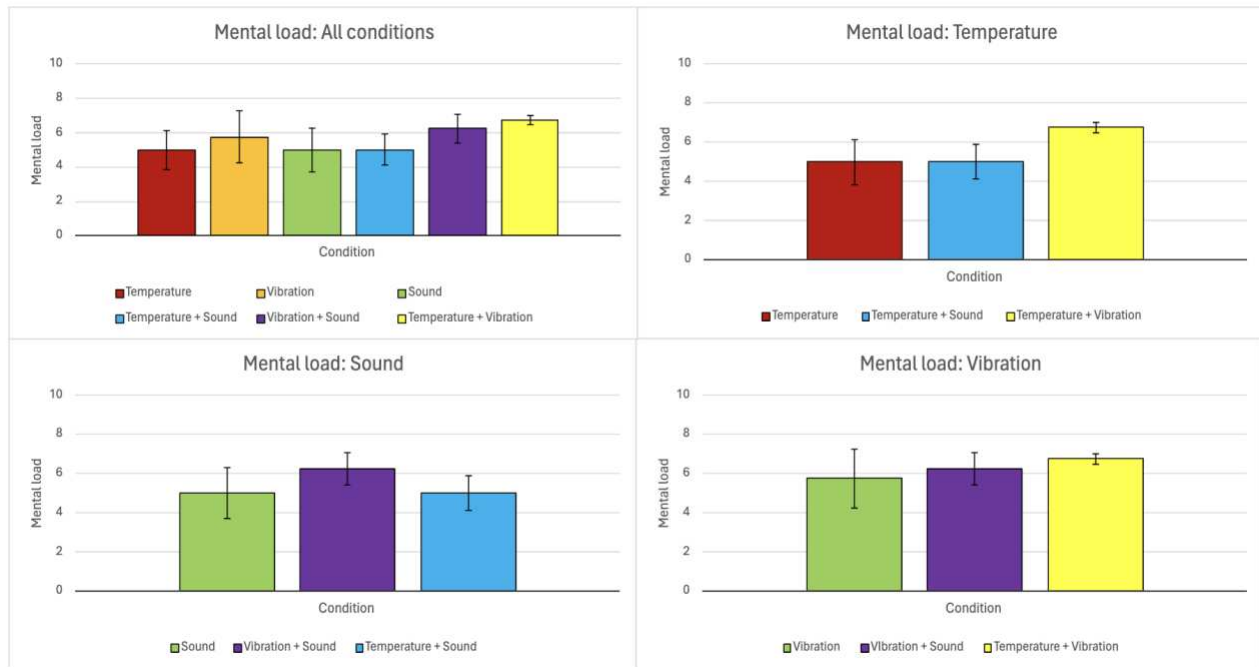 Mental load: All conditions
10
8
6
4
2
0
Mental load
Condition
Temperature Vibration Sound
Temperature + Sound Vibration + Sound Temperature + Vibration
Mental load: Temperature
10
8
6
4
2
0
Mental load
Condition
Temperature Temperature + Sound Temperature + Vibration
Mental load: Sound
10
8
6
4
2
0
Mental load
Condition
Sound Vibration + Sound Temperature + Sound
Mental load: Vibration
10
8
6
4
2
0
Mental load
Condition
Vibration VIbration + Sound Temperature + Vibration